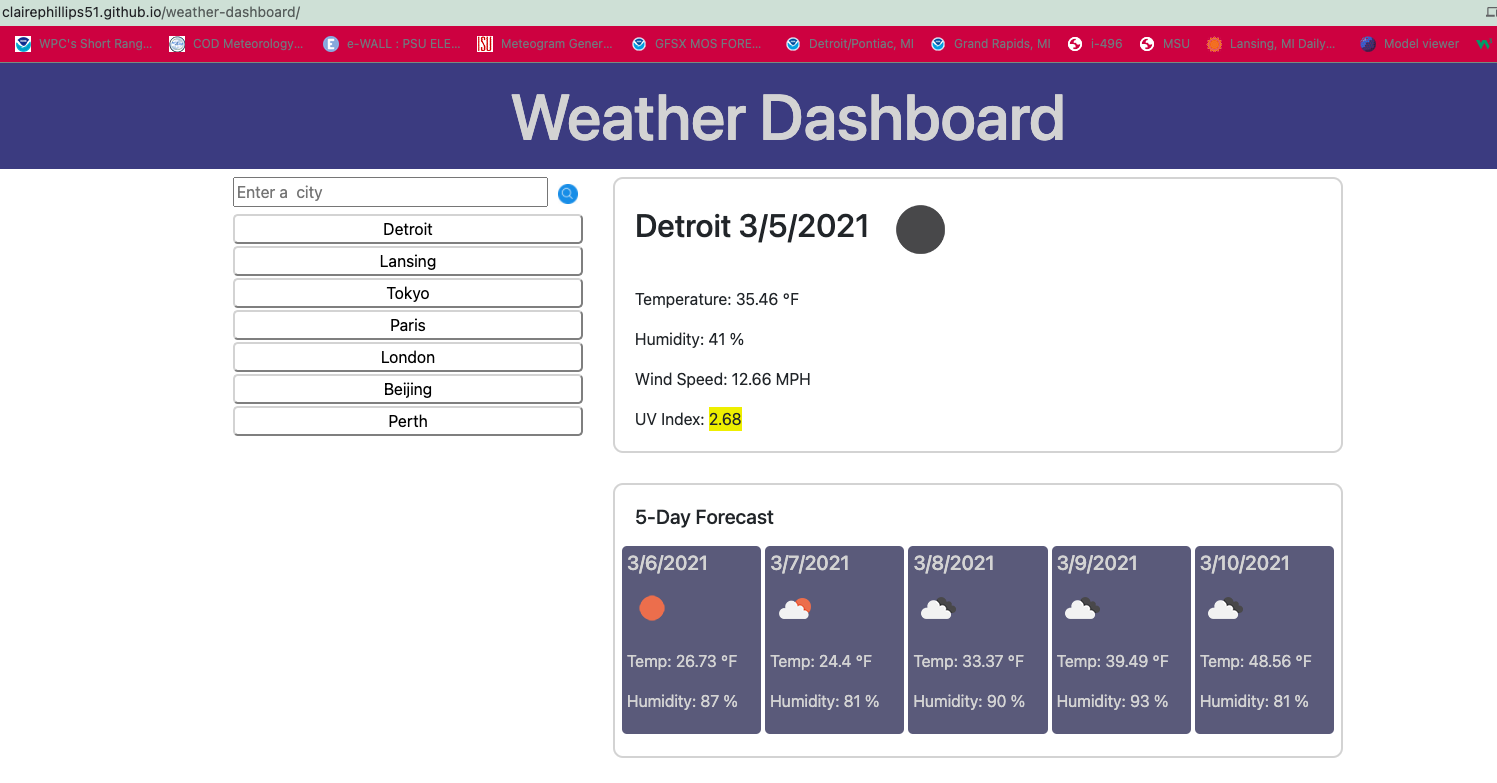 clairephillips51.github.io/weather-dashboard/
WPC's Short Rang... COD Meteorology... e-WALL : PSU ELE... Meteogram Gener... GFSX MOS FORE... Detroit/Pontiac, MI Grand Rapids, MI i-496 MSU Lansing, MI Daily... Model viewer
Weather Dashboard
Enter a  city
Detroit
Lansing
Tokyo
Paris
London
Beijing
Perth
Detroit 3/5/2021
Temperature: 35.46 °F
Humidity: 41 %
Wind Speed: 12.66 MPH
UV Index: 2.68
5-Day Forecast
3/6/2021
Temp: 26.73 °F
Humidity: 87 %
3/7/2021
Temp: 24.4 °F
Humidity: 81 %
3/8/2021
Temp: 33.37 °F
Humidity: 90 %
3/9/2021
Temp: 39.49 °F
Humidity: 93 %
3/10/2021
Temp: 48.56 °F
Humidity: 81 %